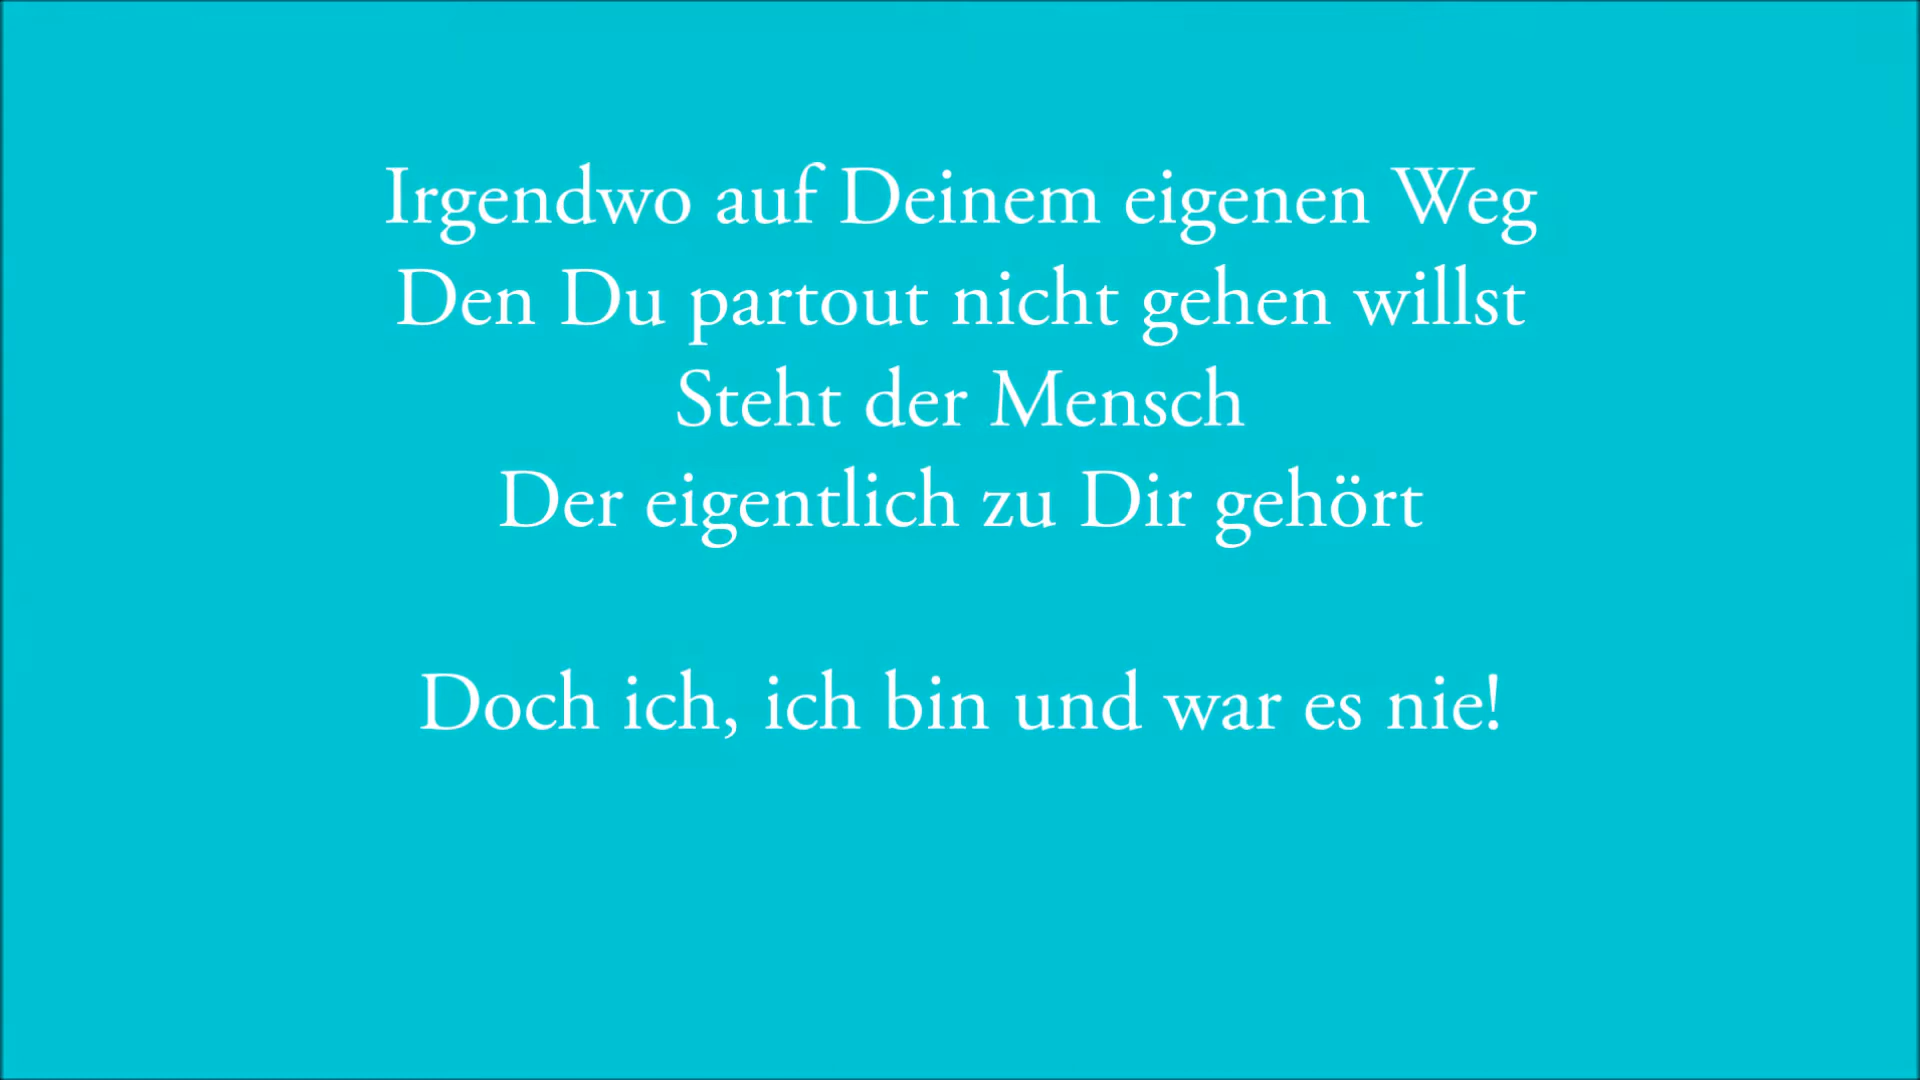 Irgendwo auf Deinem eigenen Weg
Den Du partout nicht gehen willst
Steht der Mensch
Der eigentlich zu Dir gehört
Doch ich, ich bin und war es nie!